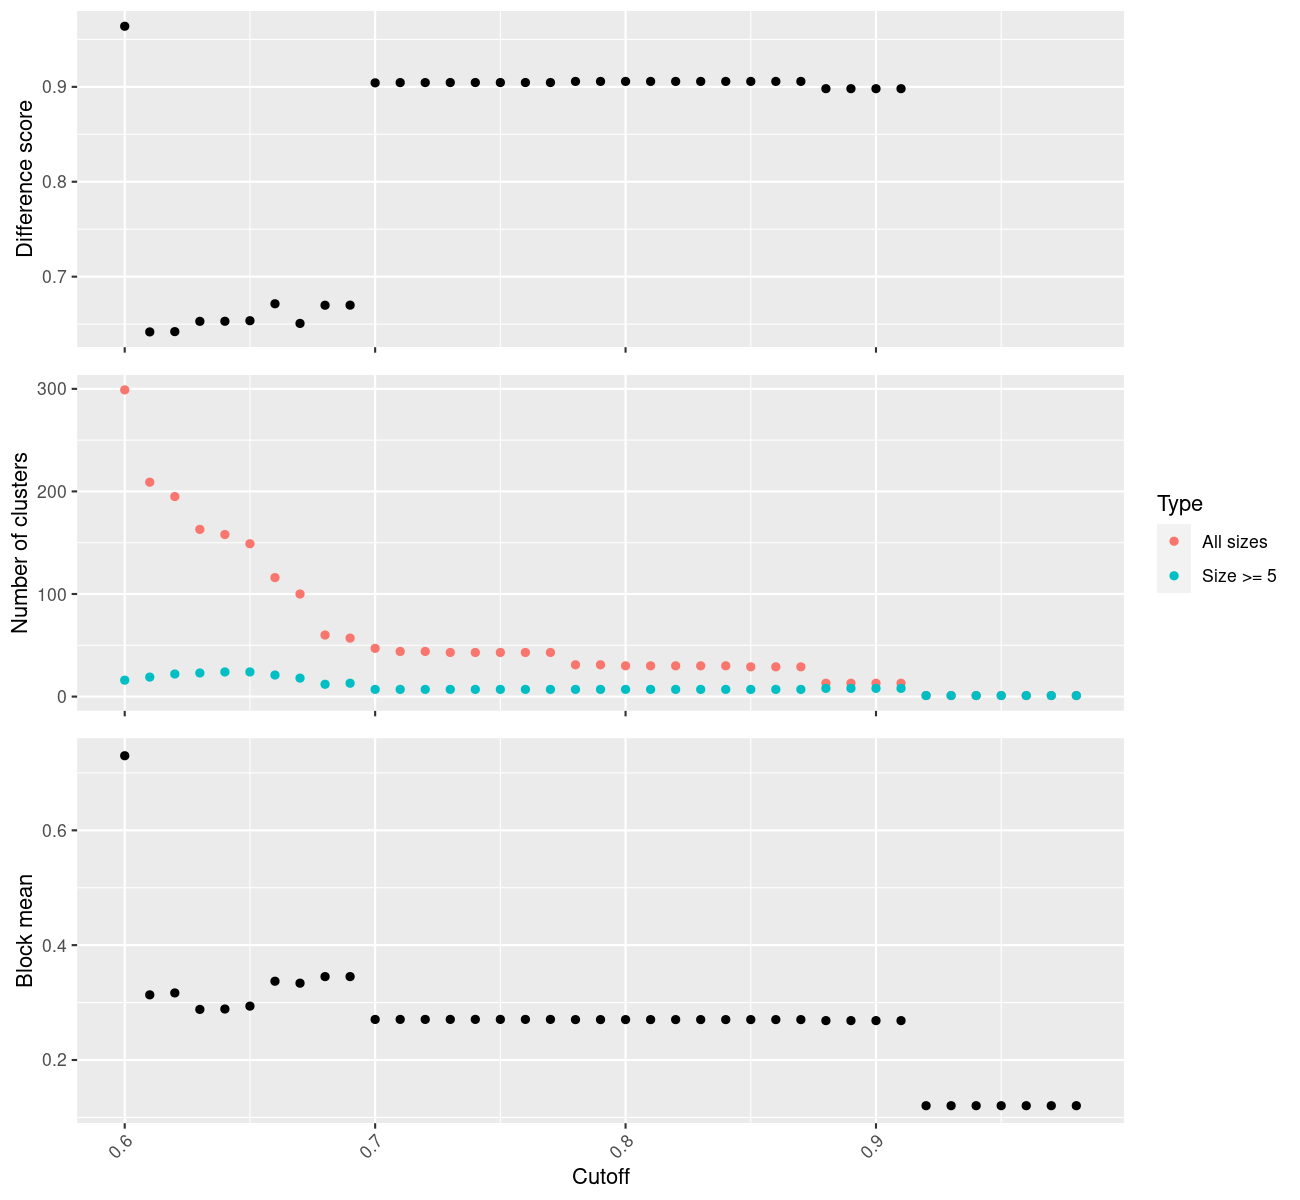 Difference score
0.9
0.8
0.7
Number of clusters
300
200
100
0
Type
All sizes
Size >= 5
Block mean
0.6
0.4
0.2
0.6
0.7
0.8
0.9
Cutoff